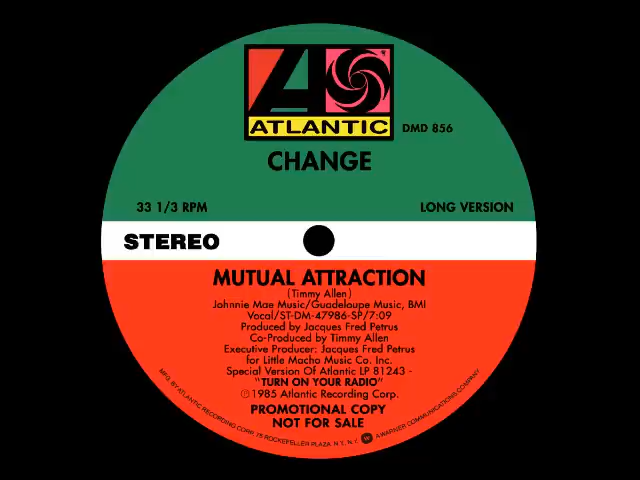 ATLANTIC
DMD 856
CHANGE
33 1/3 RPM
LONG VERSION
STEREO
MUTUAL ATTRACTION
(Timmy Allen)
Johnnie Mae Music/Guadeloupe Music, BMI
Vocal/ST-DM-47986-SP/7:09
Produced by Jacques Fred Petrus
Co-Produced by Timmy Allen
Executive Producer: Jacques Fred Petrus
for Little Macho Music Co. Inc.
Special Version Of Atlantic LP 81243 -
"TURN ON YOUR RADIO"
℗1985 Atlantic Recording Corp.
PROMOTIONAL COPY
NOT FOR SALE
MFG. BY ATLANTIC RECORDING CORP. 75 ROCKEFELLER PLAZA, N.Y., N.Y. W A WARNER COMMUNICATIONS COMPANY